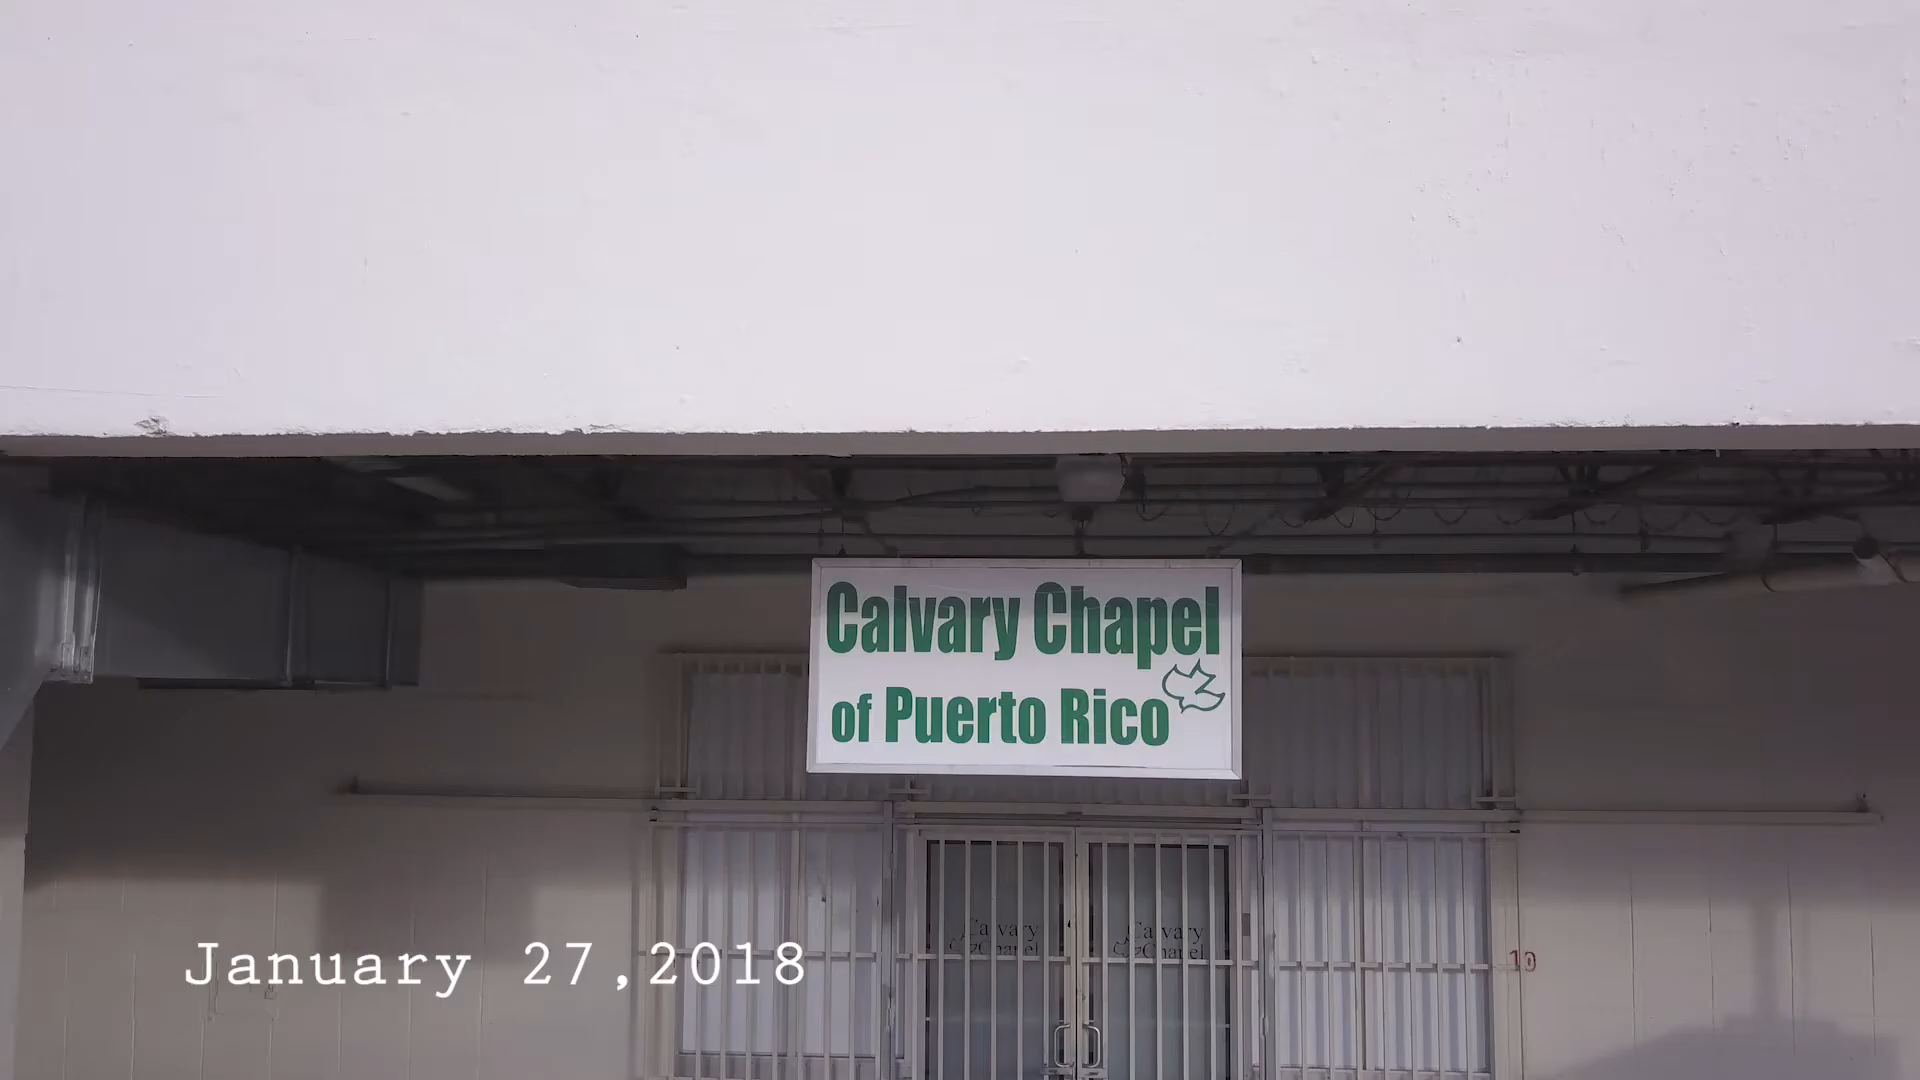 Calvary Chapel
of Puerto Rico
Calvary
Chapel
Calvary
Chapel
10
January 27,2018